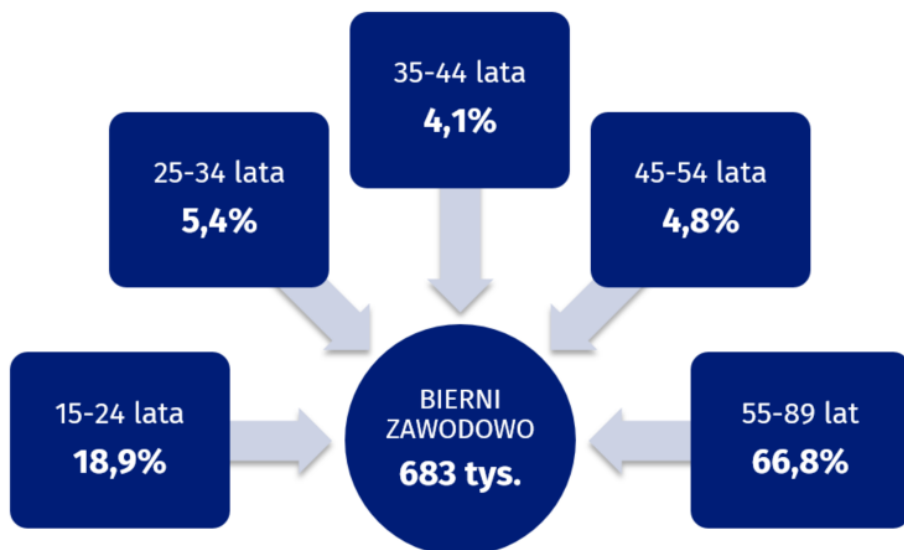 35-44 lata
4,1%
25-34 lata
5,4%
45-54 lata
4,8%
15-24 lata
18,9%
BIERNI
ZAWODOWO
683 tys.
55-89 lat
66,8%